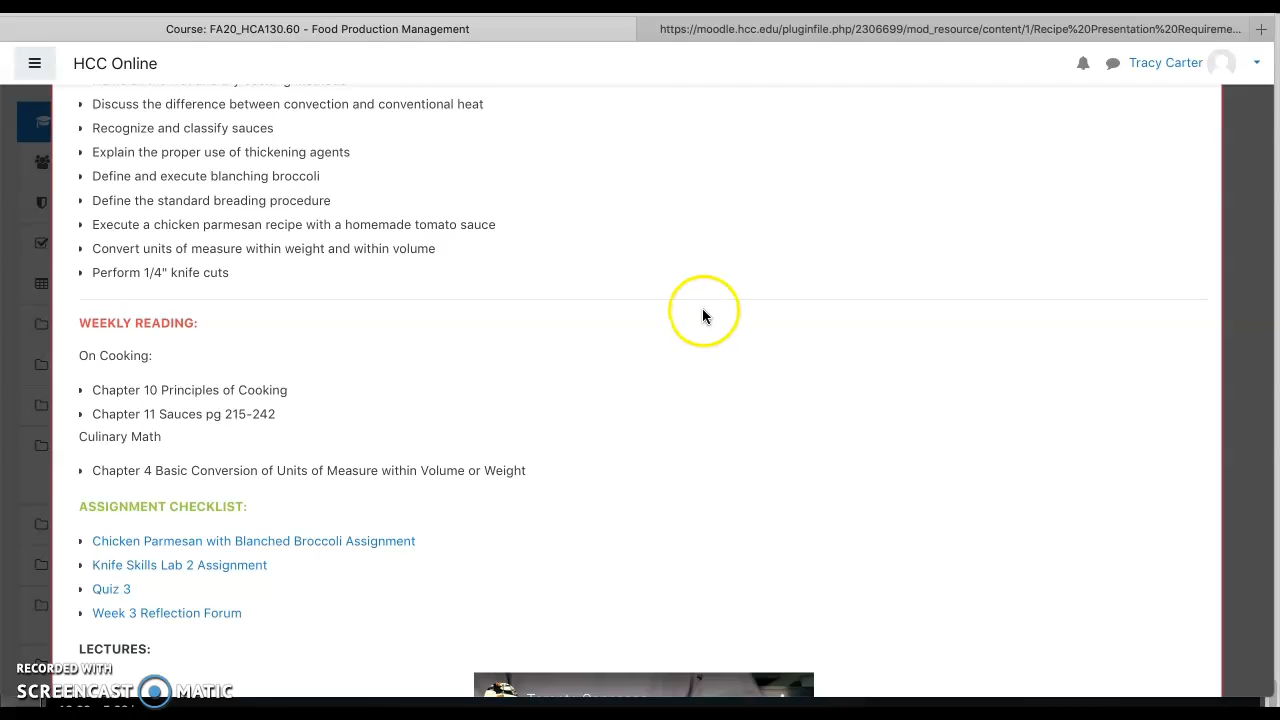 Course: FA20_HCA130.60 - Food Production Management
https://moodle.hcc.edu/pluginfile.php/2306699/mod_resource/content/1/Recipe%20Presentation%20Requireme...
HCC Online
Tracy Carter
Discuss the difference between convection and conventional heat
Recognize and classify sauces
Explain the proper use of thickening agents
Define and execute blanching broccoli
Define the standard breading procedure
Execute a chicken parmesan recipe with a homemade tomato sauce
Convert units of measure within weight and within volume
Perform 1/4" knife cuts
WEEKLY READING:
On Cooking:
Chapter 10 Principles of Cooking
Chapter 11 Sauces pg 215-242
Culinary Math
Chapter 4 Basic Conversion of Units of Measure within Volume or Weight
ASSIGNMENT CHECKLIST:
Chicken Parmesan with Blanched Broccoli Assignment
Knife Skills Lab 2 Assignment
Quiz 3
Week 3 Reflection Forum
LECTURES:
RECORDED WITH
SCREENCAST MATIC